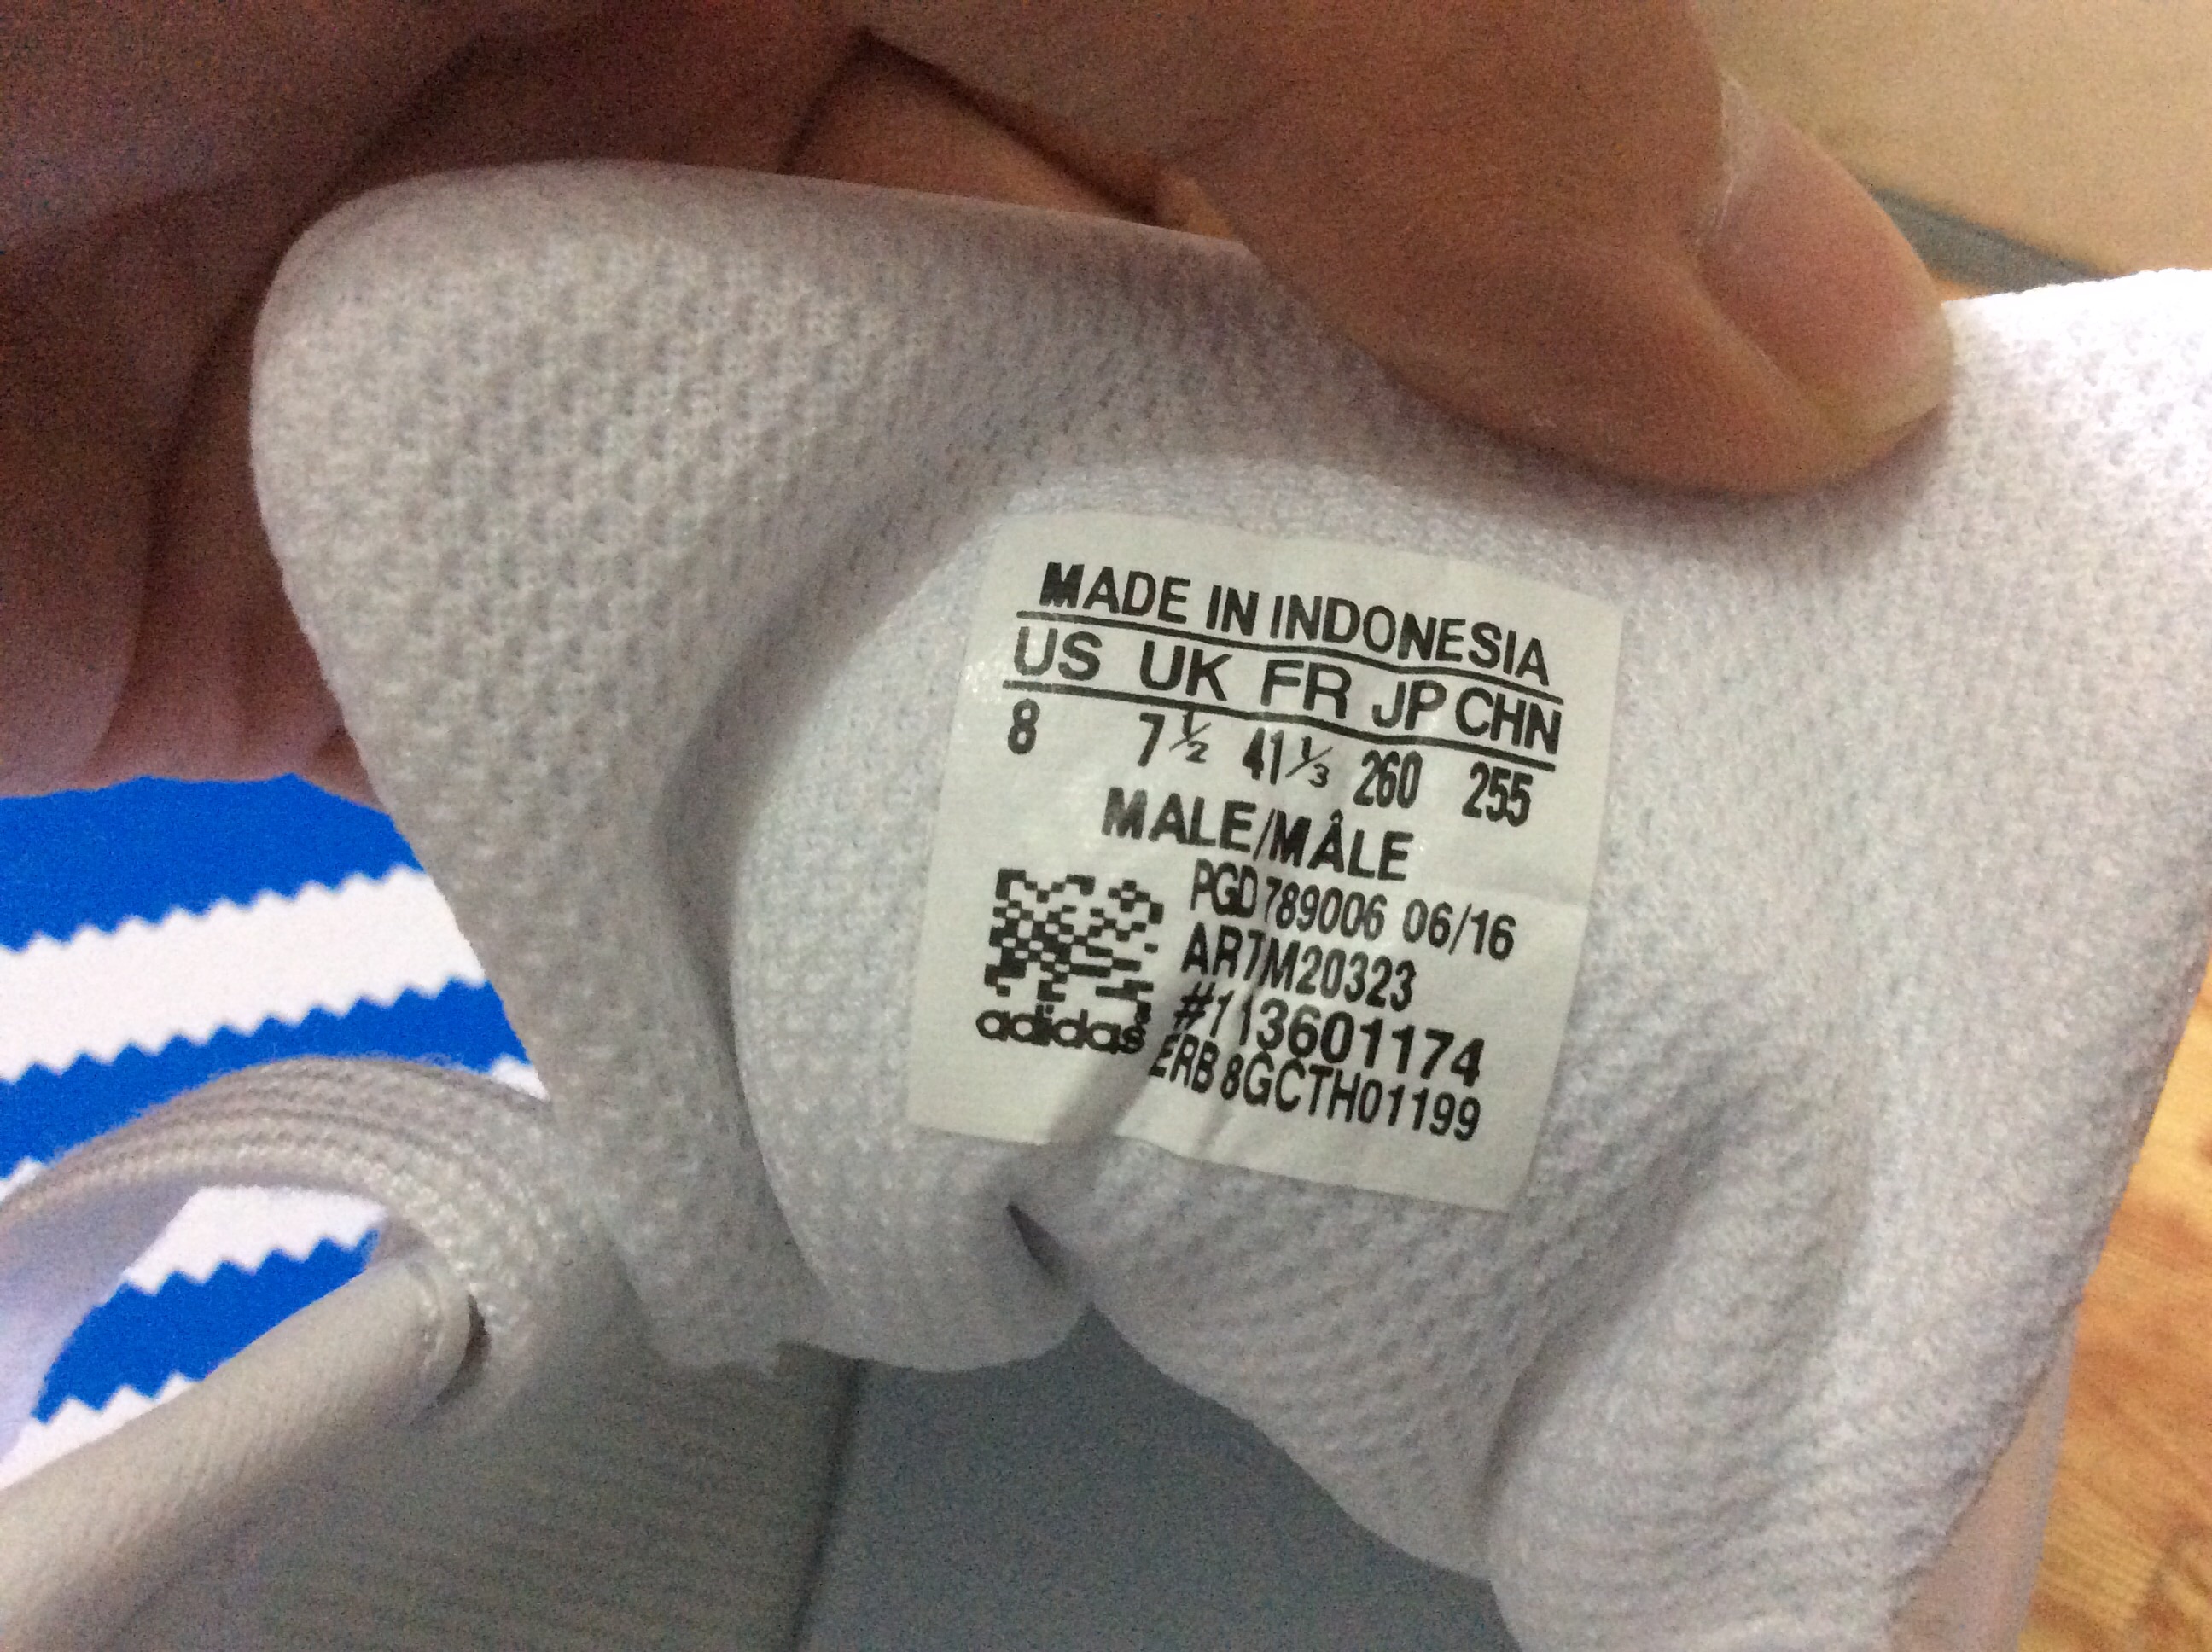 MADE IN INDONESIA
US UK FR JP CHN
8 7½ 41⅓ 260 255
MALE/MÂLE
PGD789006 06/16
ART M20323
#113601174
adidas
ERB 8GCTH01199